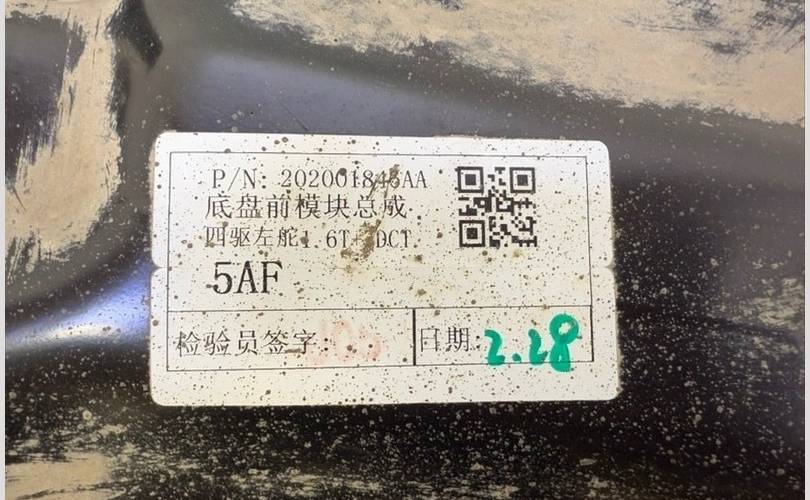 P/N: 202001845AA
底盘前模块总成
四驱左舵1.6T+ DCT
5AF
检验员签字:
日期: 2.28